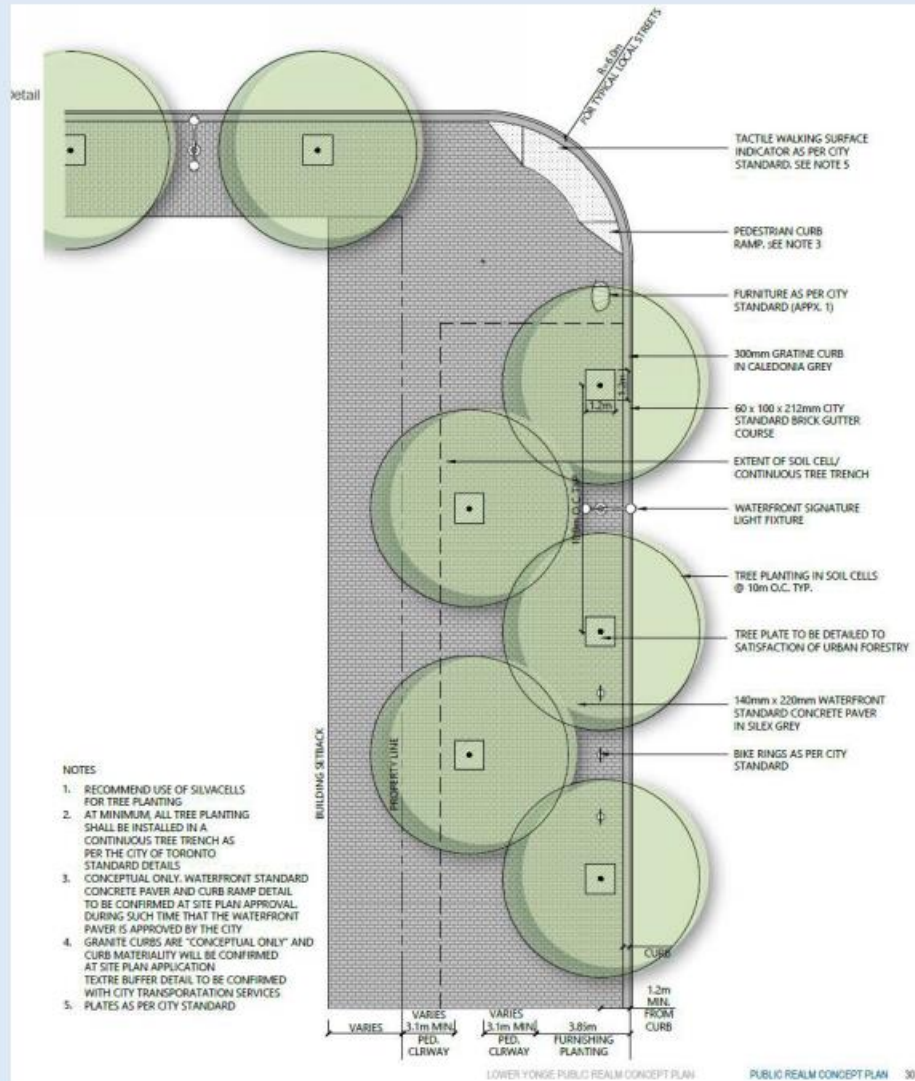 Detail
R=6.0m
FOR TYPICAL LOCAL STREETS
TACTILE WALKING SURFACE
INDICATOR AS PER CITY
STANDARD. SEE NOTE 5
PEDESTRIAN CURB
RAMP. SEE NOTE 3
FURNITURE AS PER CITY
STANDARD (APPX. 1)
300mm GRATINE CURB
IN CALEDONIA GREY
1.2m
1.2m
60 x 100 x 212mm CITY
STANDARD BRICK GUTTER
COURSE
EXTENT OF SOIL CELL/
CONTINUOUS TREE TRENCH
WATERFRONT SIGNATURE
LIGHT FIXTURE
TREE PLANTING IN SOIL CELLS
@ 10m O.C. TYP.
TREE PLATE TO BE DETAILED TO
SATISFACTION OF URBAN FORESTRY
140mm x 220mm WATERFRONT
STANDARD CONCRETE PAVER
IN SILEX GREY
BIKE RINGS AS PER CITY
STANDARD
BUILDING SETBACK
PROPERTY LINE
NOTES
1. RECOMMEND USE OF SILVACELLS
FOR TREE PLANTING
2. AT MINIMUM, ALL TREE PLANTING
SHALL BE INSTALLED IN A
CONTINUOUS TREE TRENCH AS
PER THE CITY OF TORONTO
STANDARD DETAILS
3. CONCEPTUAL ONLY. WATERFRONT STANDARD
CONCRETE PAVER AND CURB RAMP DETAIL
TO BE CONFIRMED AT SITE PLAN APPROVAL.
DURING SUCH TIME THAT THE WATERFRONT
PAVER IS APPROVED BY THE CITY
4. GRANITE CURBS ARE "CONCEPTUAL ONLY" AND
CURB MATERIALITY WILL BE CONFIRMED
AT SITE PLAN APPLICATION
TEXTRE BUFFER DETAIL TO BE CONFIRMED
WITH CITY TRANSPORATATION SERVICES
5. PLATES AS PER CITY STANDARD
CURB
1.2m
MIN.
FROM
CURB
VARIES
VARIES
3.1m MIN.
PED.
CLRWAY
VARIES
3.1m MIN.
PED.
CLRWAY
3.85m
FURNISHING
PLANTING
LOWER YONGE PUBLIC REALM CONCEPT PLAN
PUBLIC REALM CONCEPT PLAN 30